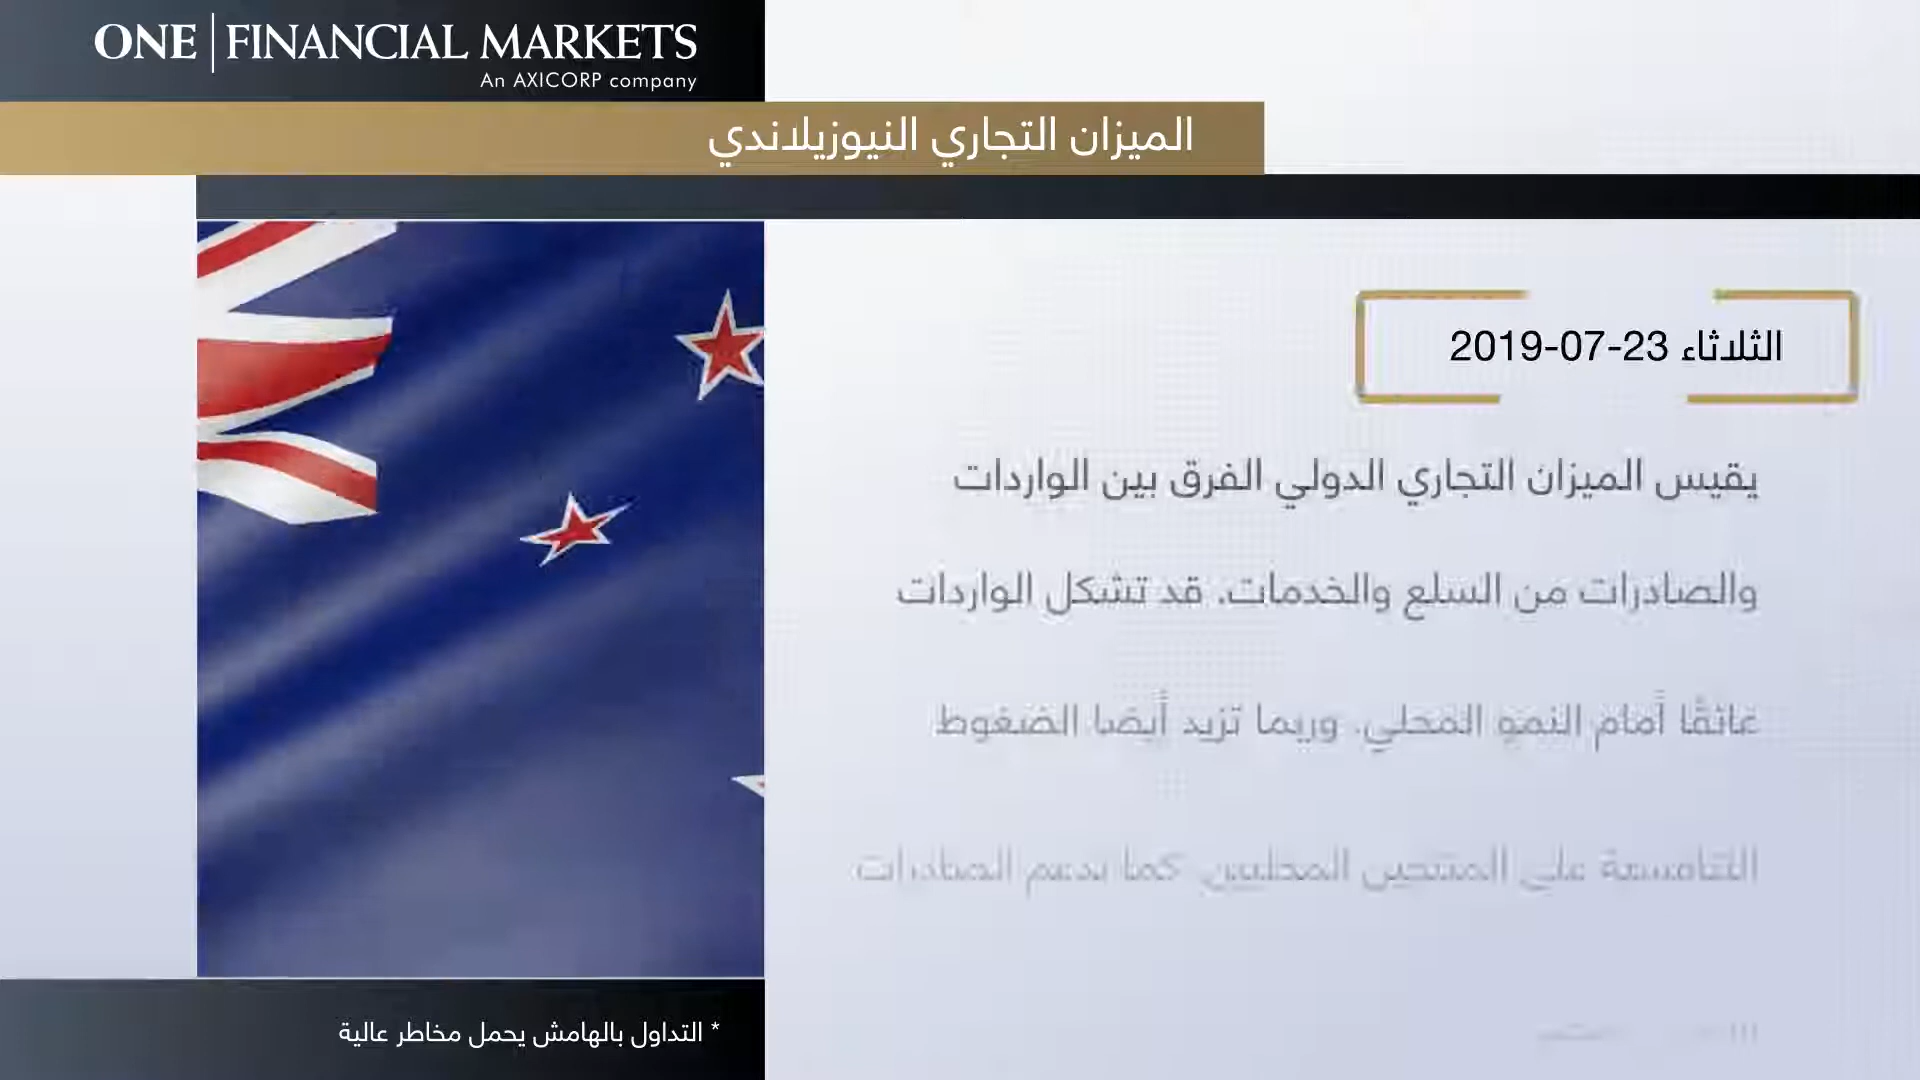 ONE | FINANCIAL MARKETS
An AXICORP company
الميزان التجاري النيوزيلاندي
الثلاثاء 23-07-2019
يقيس الميزان التجاري الدولي الفرق بين الواردات
والصادرات من السلع والخدمات. قد تشكل الواردات
عائقًا أمام النمو المحلي. وربما تزيد أيضا الضغوط
التنافسية على المنتجين المحليين. كما يدعم الصادرات
* التداول بالهامش يحمل مخاطر عالية